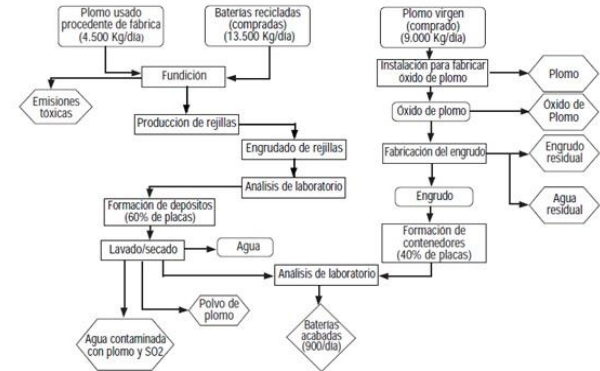 Plomo usado
procedente de fábrica
(4.500 Kg/día)
Baterías recicladas
(compradas)
(13.500 Kg/día)
Plomo virgen
(comprado)
(9.000 Kg/día)
Fundición
Instalación para fabricar
óxido de plomo
Plomo
Emisiones
tóxicas
Óxido de plomo
Óxido de
Plomo
Producción de rejillas
Engrudado de rejillas
Fabricación del engrudo
Engrudo
residual
Análisis de laboratorio
Engrudo
Agua
residual
Formación de depósitos
(60% de placas)
Formación de
contenedores
(40% de placas)
Lavado/secado
Agua
Análisis de laboratorio
Polvo de
plomo
Agua contaminada
con plomo y SO2
Baterías
acabadas
(900/día)